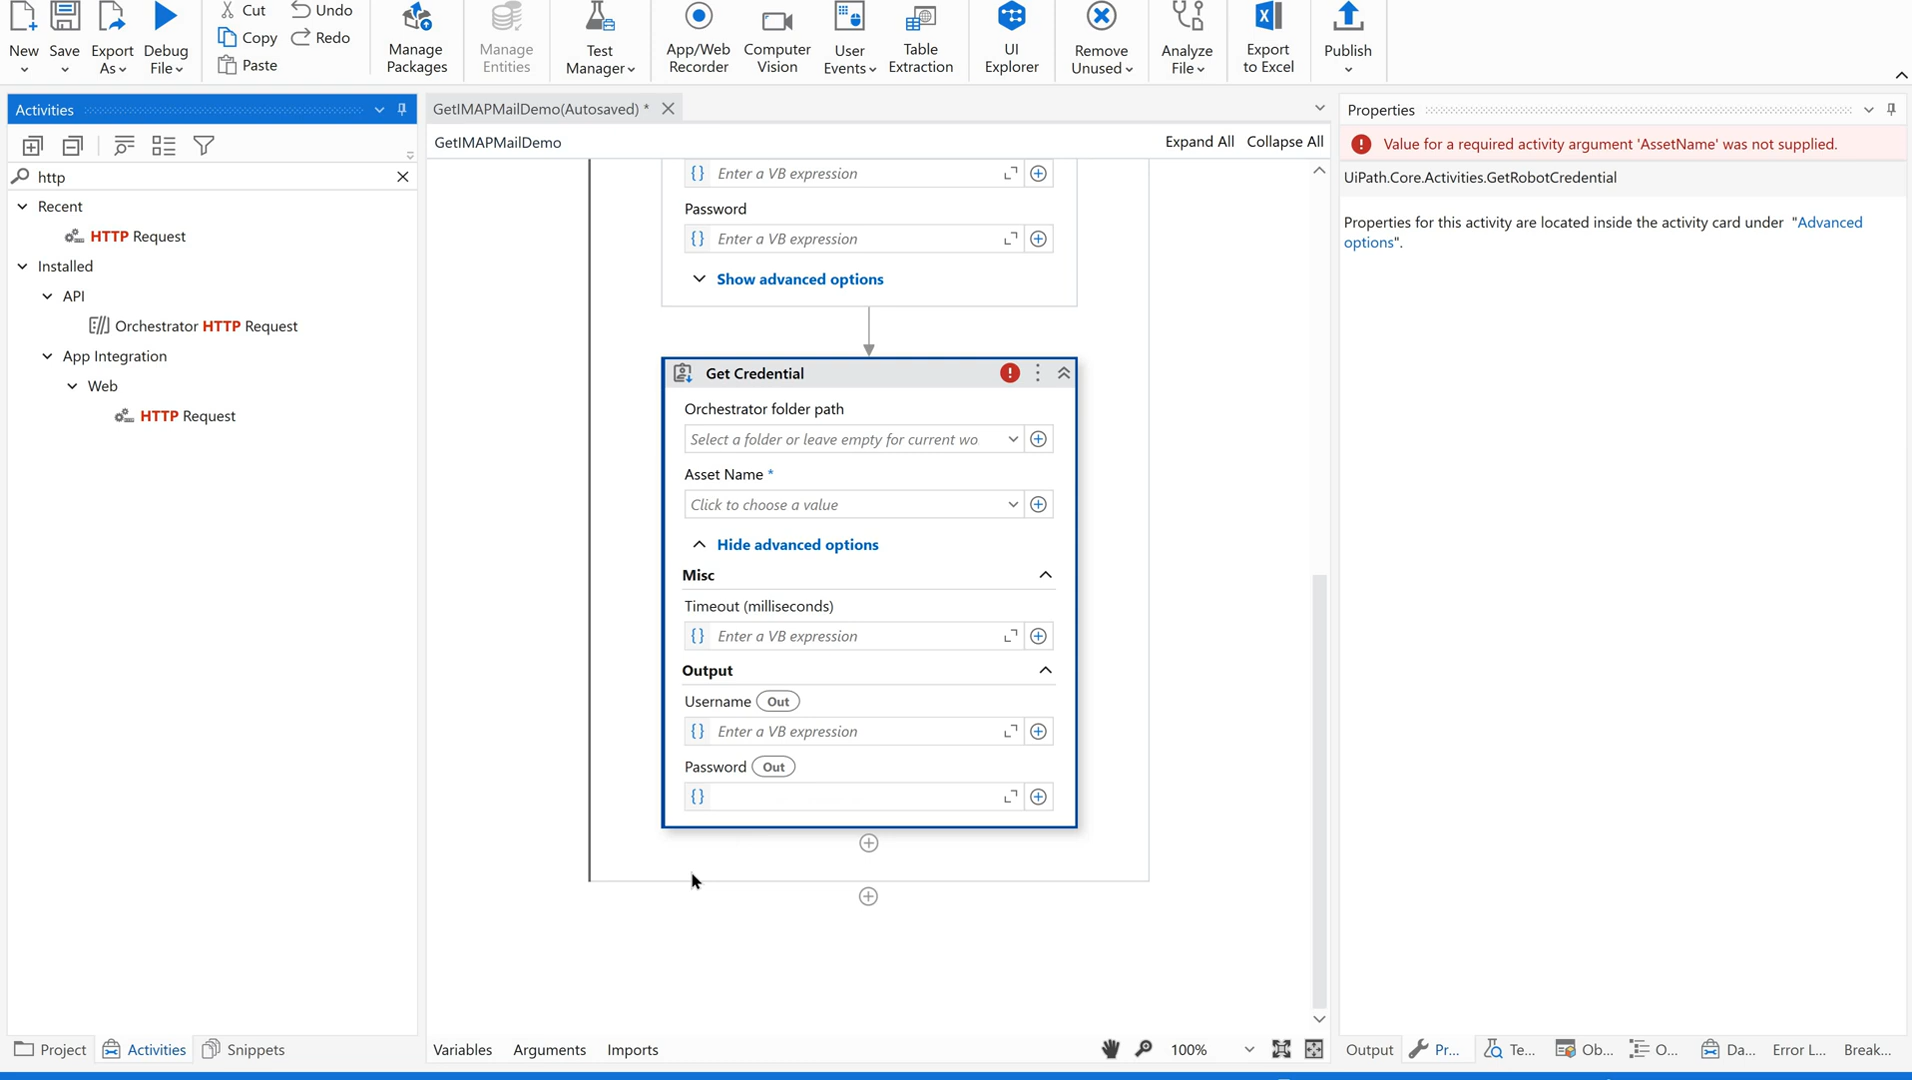 New
Save
Export As
Debug File
Cut
Copy
Paste
Undo
Redo
Manage Packages
Manage Entities
Test Manager
App/Web Recorder
Computer Vision
User Events
Table Extraction
UI Explorer
Remove Unused
Analyze File
Export to Excel
Publish
Activities
http
Recent
HTTP Request
Installed
API
Orchestrator HTTP Request
App Integration
Web
HTTP Request
GetIMAPMailDemo(Autosaved) *
GetIMAPMailDemo
Expand All
Collapse All
Enter a VB expression
Password
Enter a VB expression
Show advanced options
Get Credential
Orchestrator folder path
Select a folder or leave empty for current wo
Asset Name *
Click to choose a value
Hide advanced options
Misc
Timeout (milliseconds)
Enter a VB expression
Output
Username Out
Enter a VB expression
Password Out
Properties
Value for a required activity argument 'AssetName' was not supplied.
UiPath.Core.Activities.GetRobotCredential
Properties for this activity are located inside the activity card under "Advanced
options".
Project
Activities
Snippets
Variables
Arguments
Imports
100%
Output
Pr...
Te...
Ob...
O...
Da...
Error L...
Break...